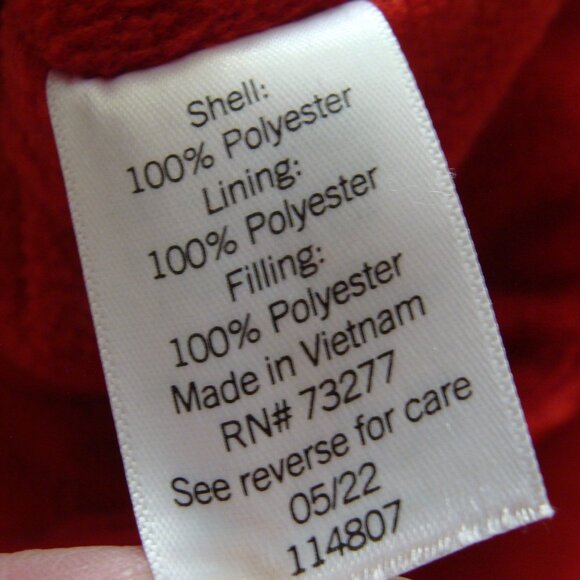 Shell:
100% Polyester
Lining:
100% Polyester
Filling:
100% Polyester
Made in Vietnam
RN# 73277
See reverse for care
05/22
114807